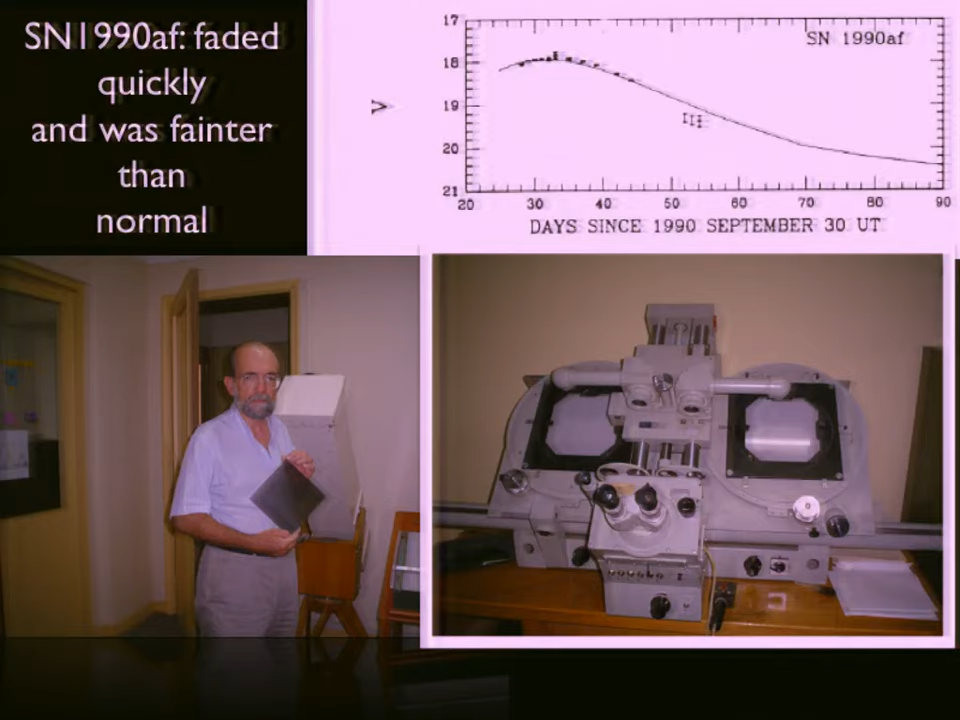 SN1990af: faded
quickly
and was fainter
than
normal
17
18
19
20
21
V
SN 1990af
20 30 40 50 60 70 80 90
DAYS SINCE 1990 SEPTEMBER 30 UT